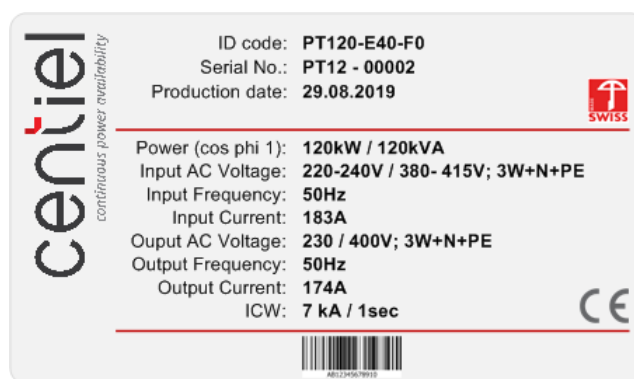 centiel
continuous power availability
ID code: PT120-E40-F0
Serial No.: PT12 - 00002
Production date: 29.08.2019
SWISS
Power (cos phi 1): 120kW / 120kVA
Input AC Voltage: 220-240V / 380- 415V; 3W+N+PE
Input Frequency: 50Hz
Input Current: 183A
Ouput AC Voltage: 230 / 400V; 3W+N+PE
Output Frequency: 50Hz
Output Current: 174A
ICW: 7 kA / 1sec
CE
AB12345678910